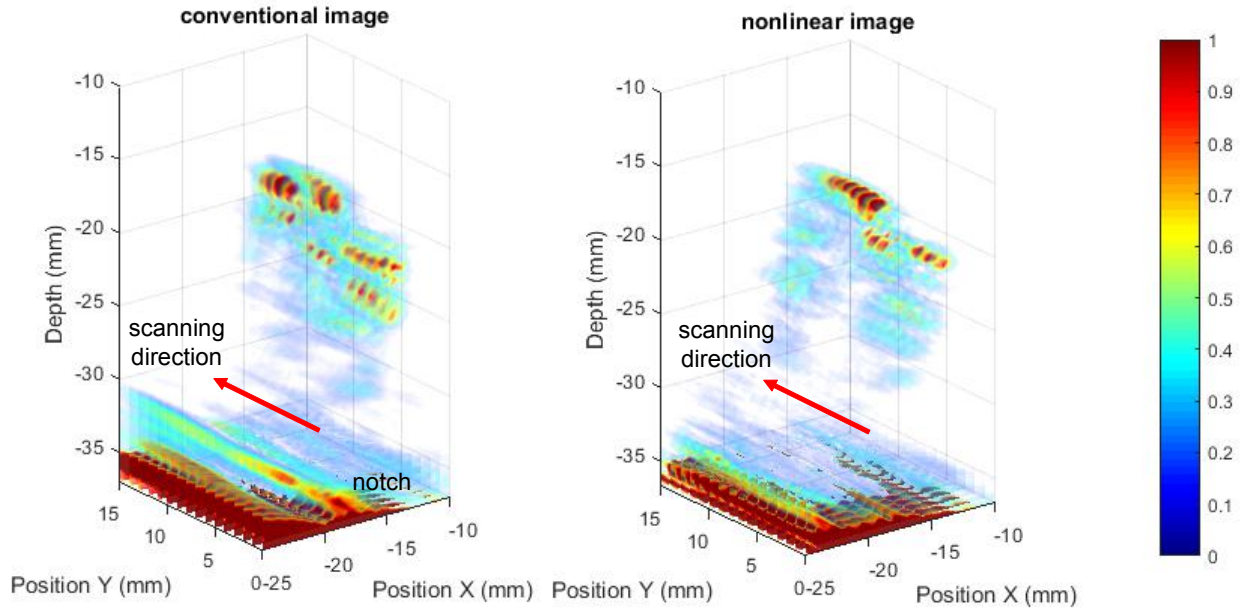 conventional image
-10
-15
-20
-25
-30
-35
Depth (mm)
scanning
direction
notch
15
10
5
0-25
-20
-15
-10
Position Y (mm)
Position X (mm)
nonlinear image
-10
-15
-20
-25
-30
-35
Depth (mm)
scanning
direction
15
10
5
0-25
-20
-15
-10
Position Y (mm)
Position X (mm)
1
0.9
0.8
0.7
0.6
0.5
0.4
0.3
0.2
0.1
0